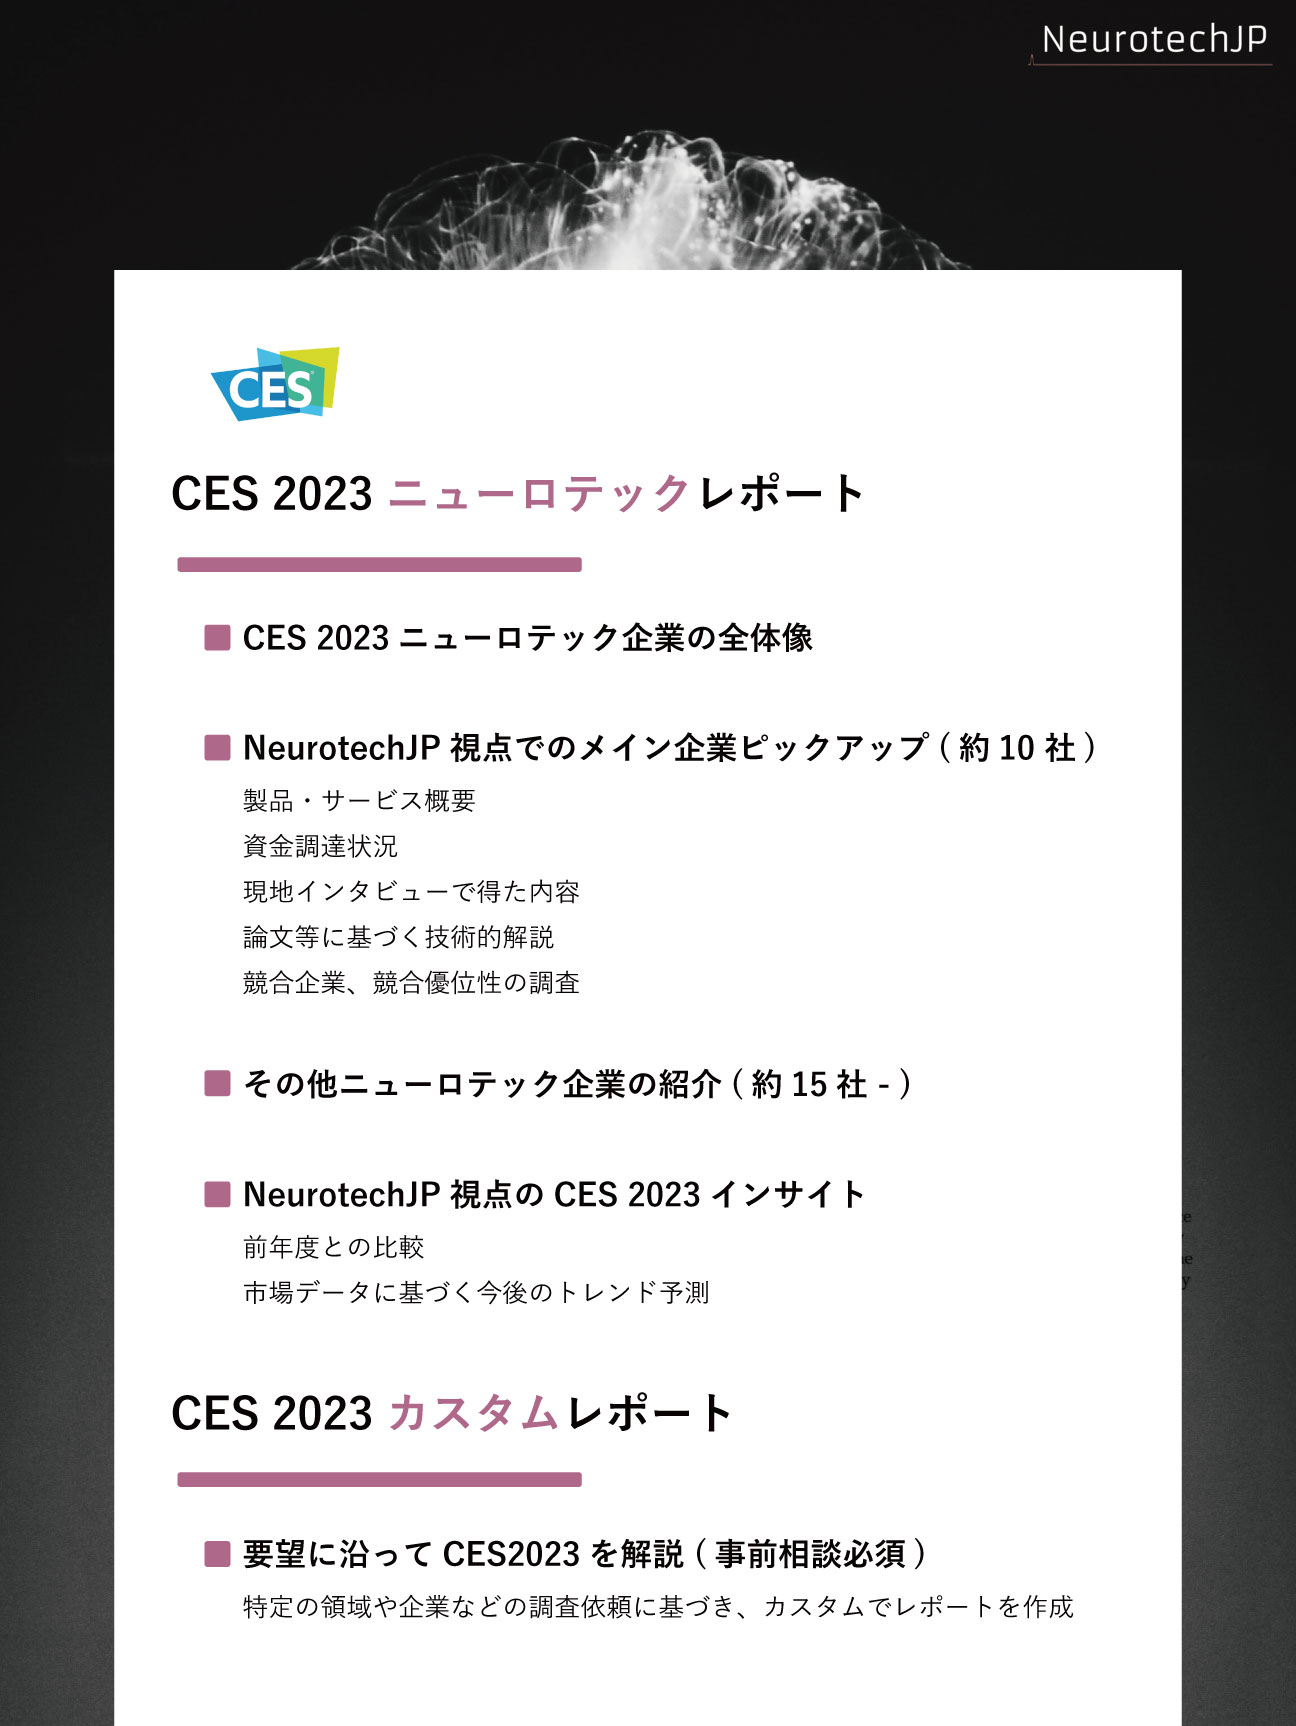 NeurotechJP
CES
CES 2023 ニューロテックレポート
■ CES 2023 ニューロテック企業の全体像
■ NeurotechJP 視点でのメイン企業ピックアップ ( 約 10 社 )
製品・サービス概要
資金調達状況
現地インタビューで得た内容
論文等に基づく技術的解説
競合企業、競合優位性の調査
■ その他ニューロテック企業の紹介 ( 約 15 社 - )
■ NeurotechJP 視点の CES 2023 インサイト
前年度との比較
市場データに基づく今後のトレンド予測
CES 2023 カスタムレポート
■ 要望に沿って CES2023 を解説 ( 事前相談必須 )
特定の領域や企業などの調査依頼に基づき、カスタムでレポートを作成